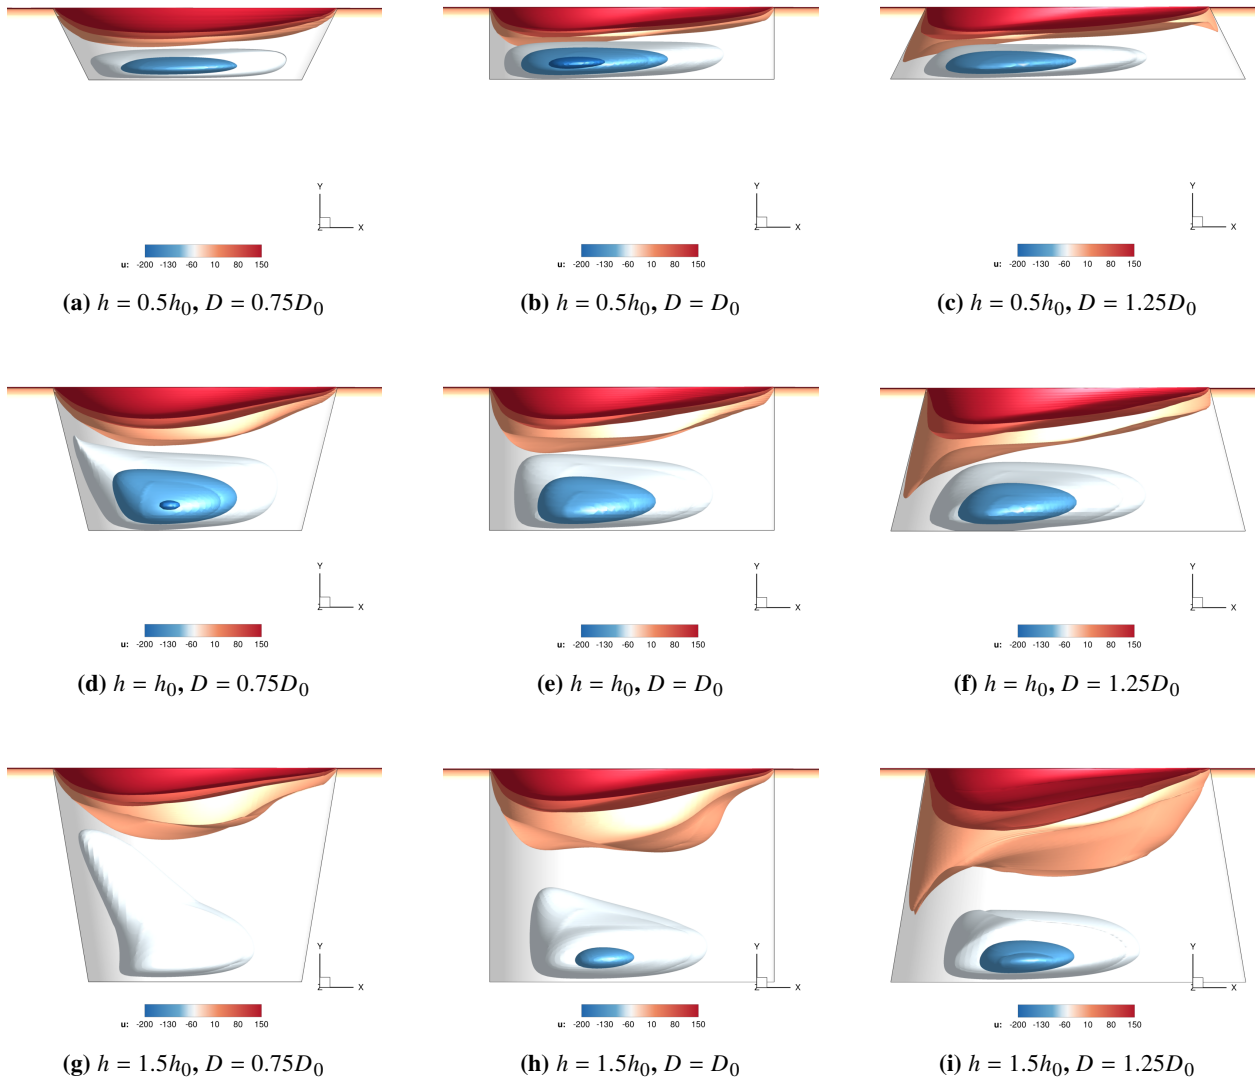 Y Y Y
Z X Z X Z X
u: -200 -130 -60 10 80 150 u: -200 -130 -60 10 80 150 u: -200 -130 -60 10 80 150
(a) h = 0.5h₀, D = 0.75D₀ (b) h = 0.5h₀, D = D₀ (c) h = 0.5h₀, D = 1.25D₀
Y Y Y
Z X Z X Z X
u: -200 -130 -60 10 80 150 u: -200 -130 -60 10 80 150 u: -200 -130 -60 10 80 150
(d) h = h₀, D = 0.75D₀ (e) h = h₀, D = D₀ (f) h = h₀, D = 1.25D₀
Y Y Y
Z X Z X Z X
u: -200 -130 -60 10 80 150 u: -200 -130 -60 10 80 150 u: -200 -130 -60 10 80 150
(g) h = 1.5h₀, D = 0.75D₀ (h) h = 1.5h₀, D = D₀ (i) h = 1.5h₀, D = 1.25D₀